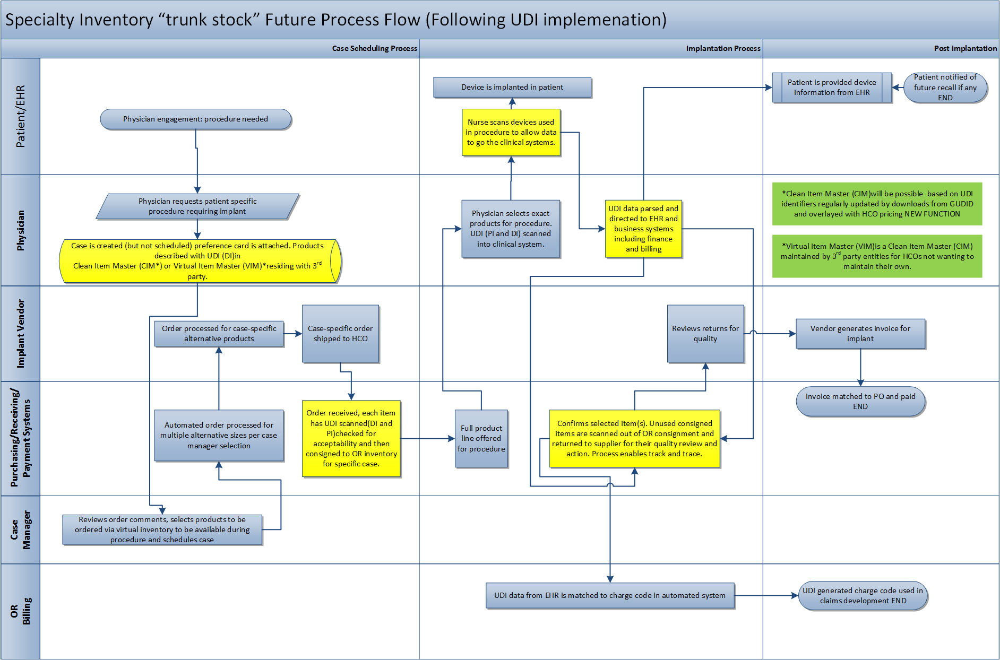 Specialty Inventory “trunk stock” Future Process Flow (Following UDI implemenation)
Case Scheduling Process
Implantation Process
Post implantation
Patient/EHR
Physician engagement: procedure needed
Device is implanted in patient
Nurse scans devices used
in procedure to allow data
to go the clinical systems.
Patient is provided device
information from EHR
Patient notified of
future recall if any
END
Physician
Physician requests patient specific
procedure requiring implant
Case is created (but not scheduled) preference card is attached. Products
described with UDI (DI)in
Clean Item Master (CIM*) or Virtual Item Master (VIM)*residing with 3rd
party.
Physician selects exact
products for procedure.
UDI (PI and DI) scanned
into clinical system.
UDI data parsed and
directed to EHR and
business systems
including finance
and billing
*Clean Item Master (CIM)will be possible based on UDI
identifiers regularly updated by downloads from GUDID
and overlayed with HCO pricing NEW FUNCTION
*Virtual Item Master (VIM)is a Clean Item Master (CIM)
maintained by 3rd party entities for HCOs not wanting to
maintain their own.
Implant Vendor
Order processed for case-specific
alternative products
Case-specific order
shipped to HCO
Reviews returns for
quality
Vendor generates invoice for
implant
Purchasing/Receiving/
Payment Systems
Automated order processed for
multiple alternative sizes per case
manager selection
Order received, each item
has UDI scanned(DI and
PI)checked for
acceptability and then
consigned to OR inventory
for specific case.
Full product
line offered
for procedure
Confirms selected item(s). Unused consigned
items are scanned out of OR consignment and
returned to supplier for their quality review and
action. Process enables track and trace.
Invoice matched to PO and paid
END
Case
Manager
Reviews order comments, selects products to be
ordered via virtual inventory to be available during
procedure and schedules case
OR
Billing
UDI data from EHR is matched to charge code in automated system
UDI generated charge code used in
claims development END